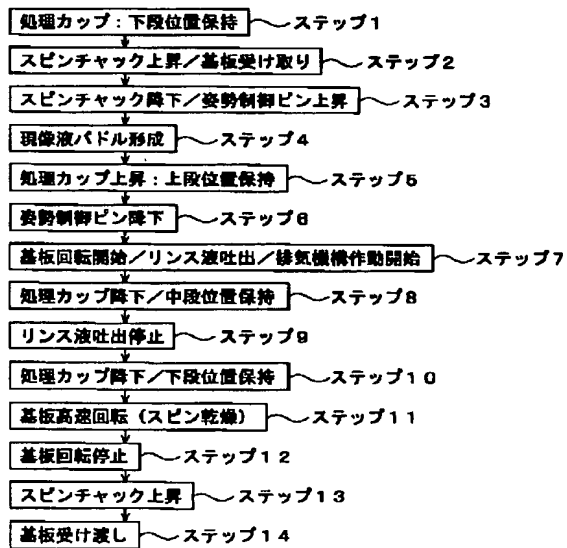 処理カップ：下段位置保持 ステップ１
スピンチャック上昇／基板受け取り ステップ２
スピンチャック降下／姿勢制御ピン上昇 ステップ３
現像液パドル形成 ステップ４
処理カップ上昇：上段位置保持 ステップ５
姿勢制御ピン降下 ステップ６
基板回転開始／リンス液吐出／排気機構作動開始 ステップ７
処理カップ降下／中段位置保持 ステップ８
リンス液吐出停止 ステップ９
処理カップ降下／下段位置保持 ステップ１０
基板高速回転（スピン乾燥） ステップ１１
基板回転停止 ステップ１２
スピンチャック上昇 ステップ１３
基板受け渡し ステップ１４